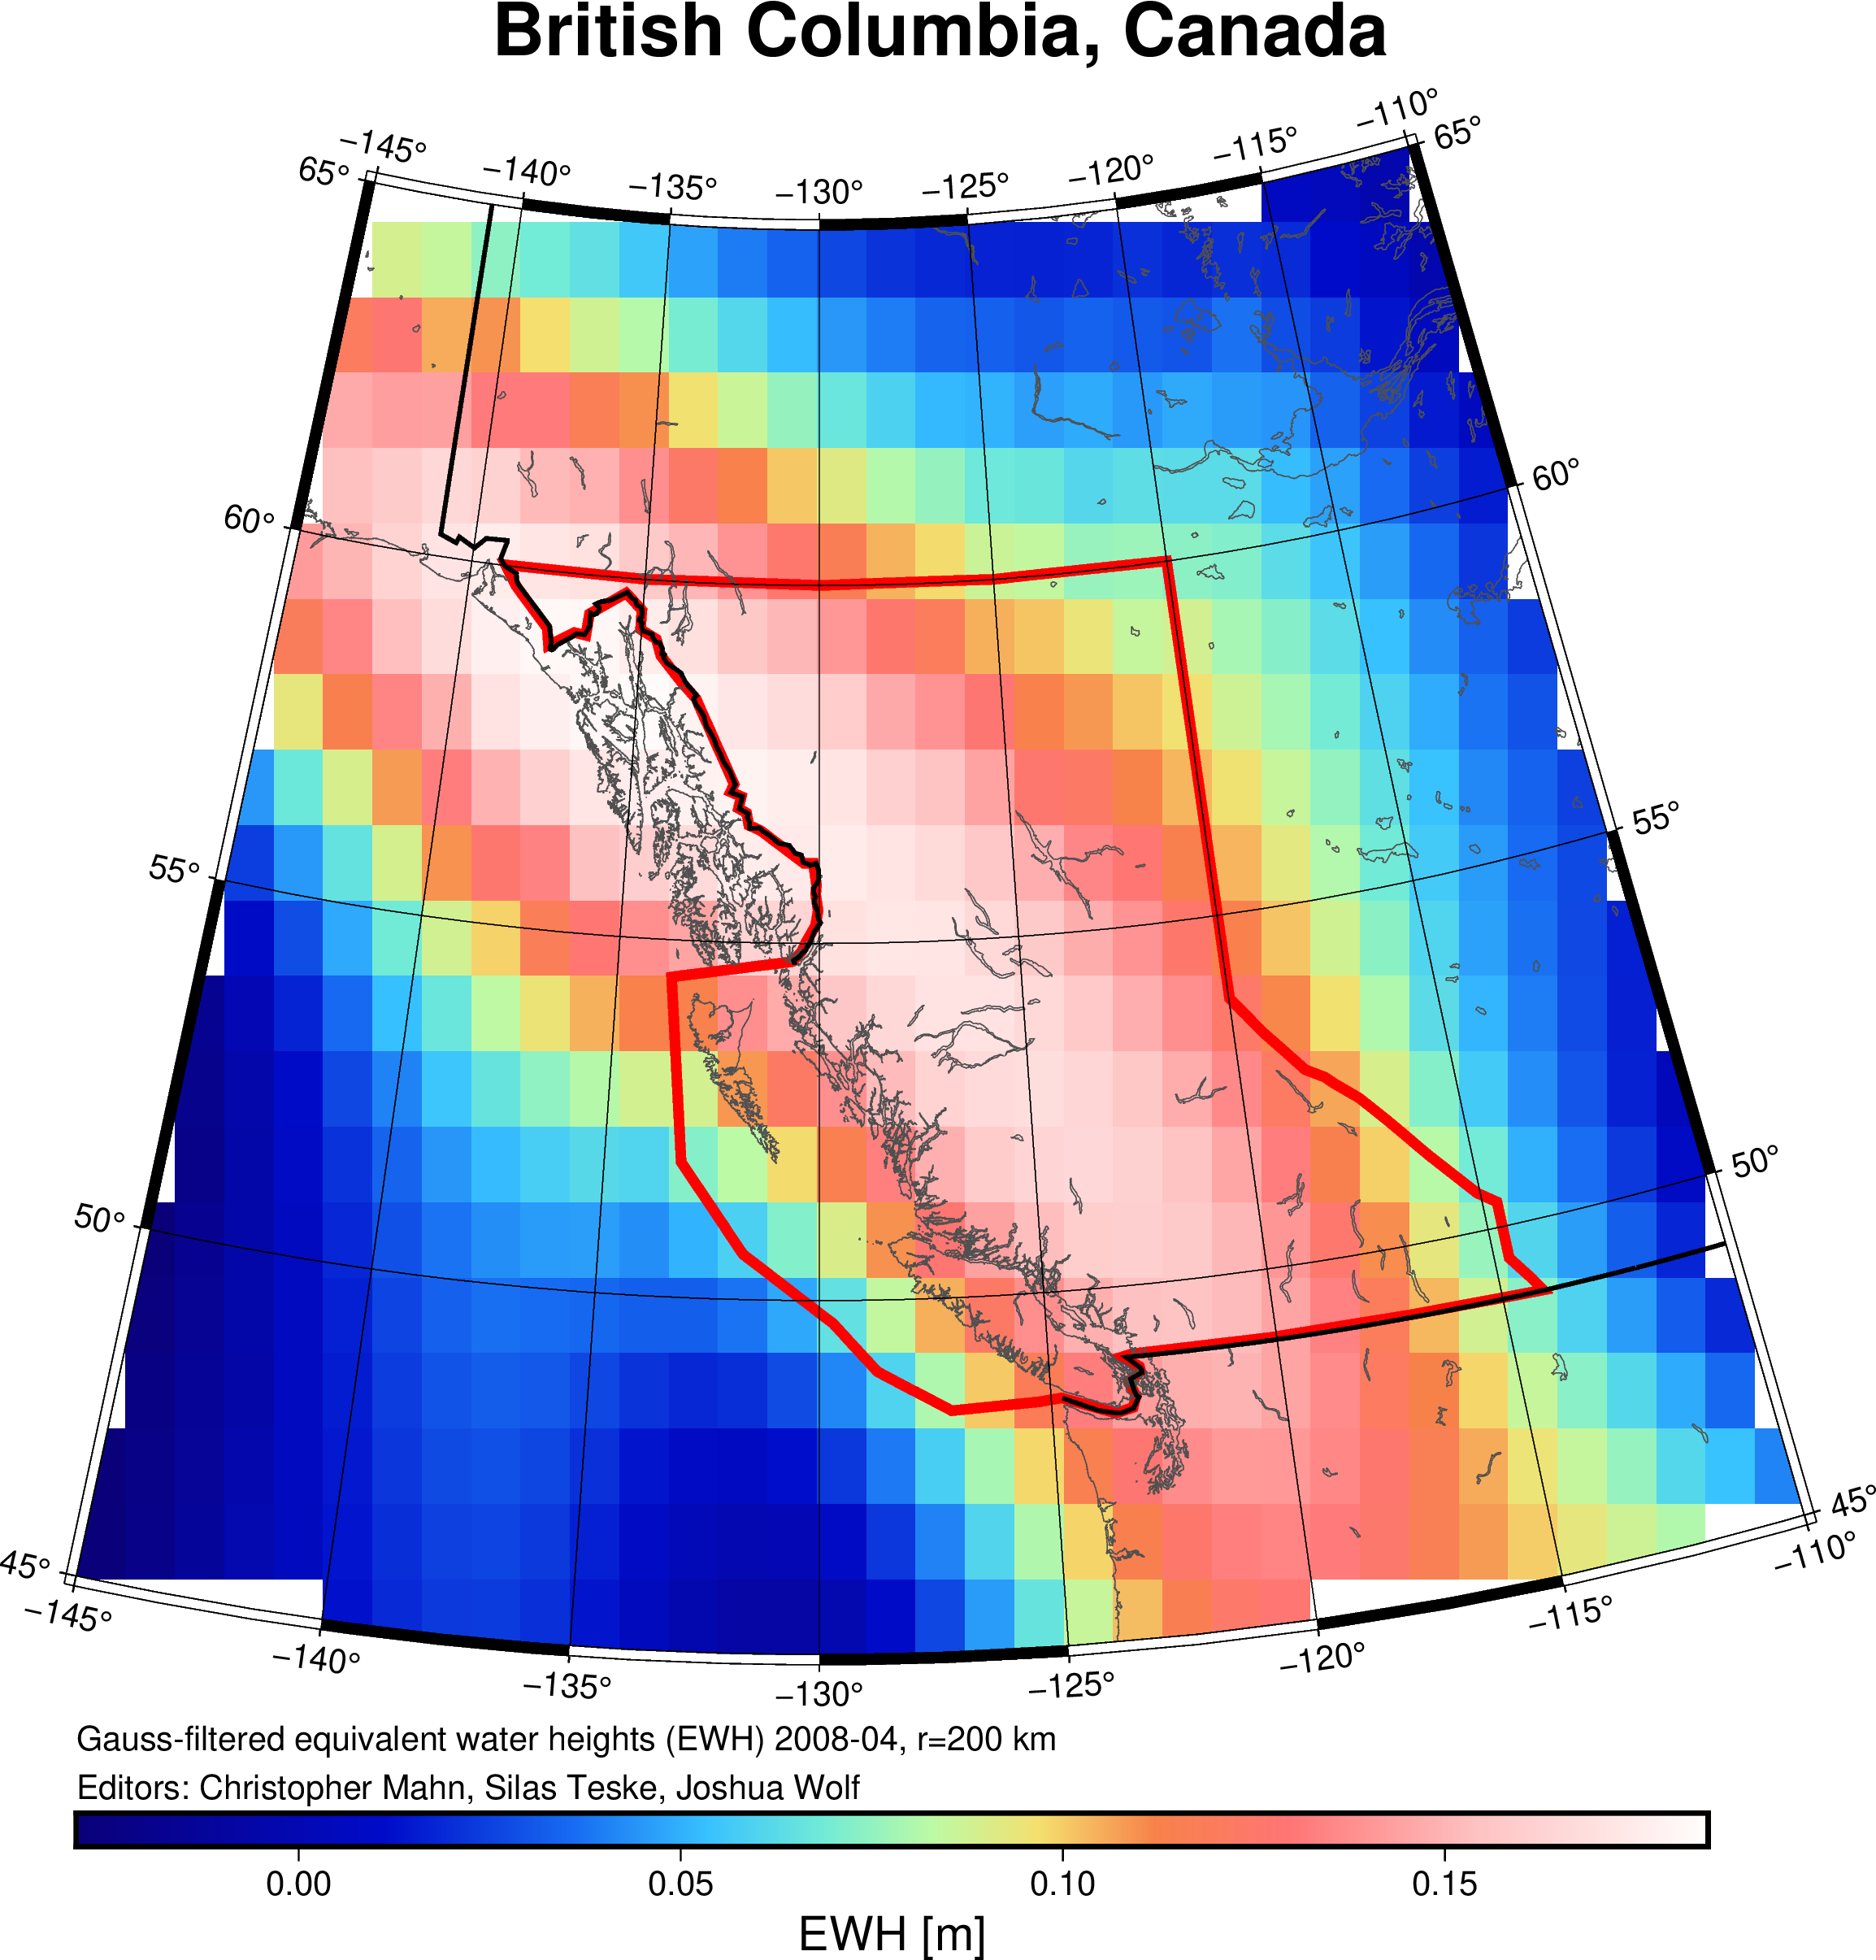 British Columbia, Canada
−145° −140° −135° −130° −125° −120° −115° −110°
65° 65°
60° 60°
55° 55°
50° 50°
45° 45°
−145° −140° −135° −130° −125° −120° −115° −110°
Gauss-filtered equivalent water heights (EWH) 2008-04, r=200 km
Editors: Christopher Mahn, Silas Teske, Joshua Wolf
0.00 0.05 0.10 0.15
EWH [m]